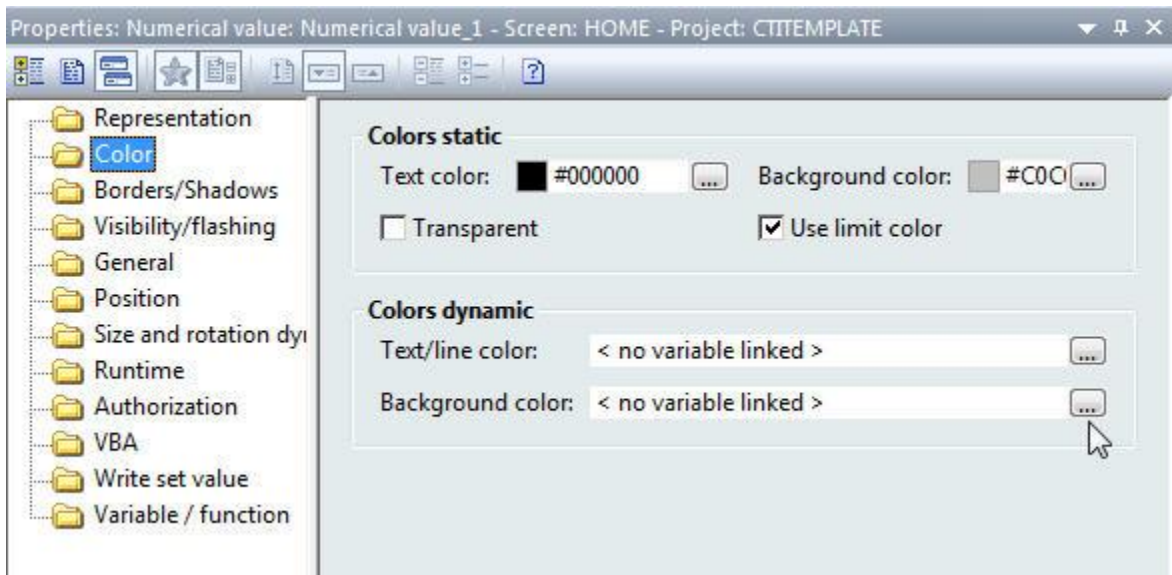 Properties: Numerical value: Numerical value_1 - Screen: HOME - Project: CTITEMPLATE
Representation
Color
Borders/Shadows
Visibility/flashing
General
Position
Size and rotation dy
Runtime
Authorization
VBA
Write set value
Variable / function
Colors static
Text color: #000000 ... Background color: #C0C ...
Transparent Use limit color
Colors dynamic
Text/line color: < no variable linked > ...
Background color: < no variable linked > ...